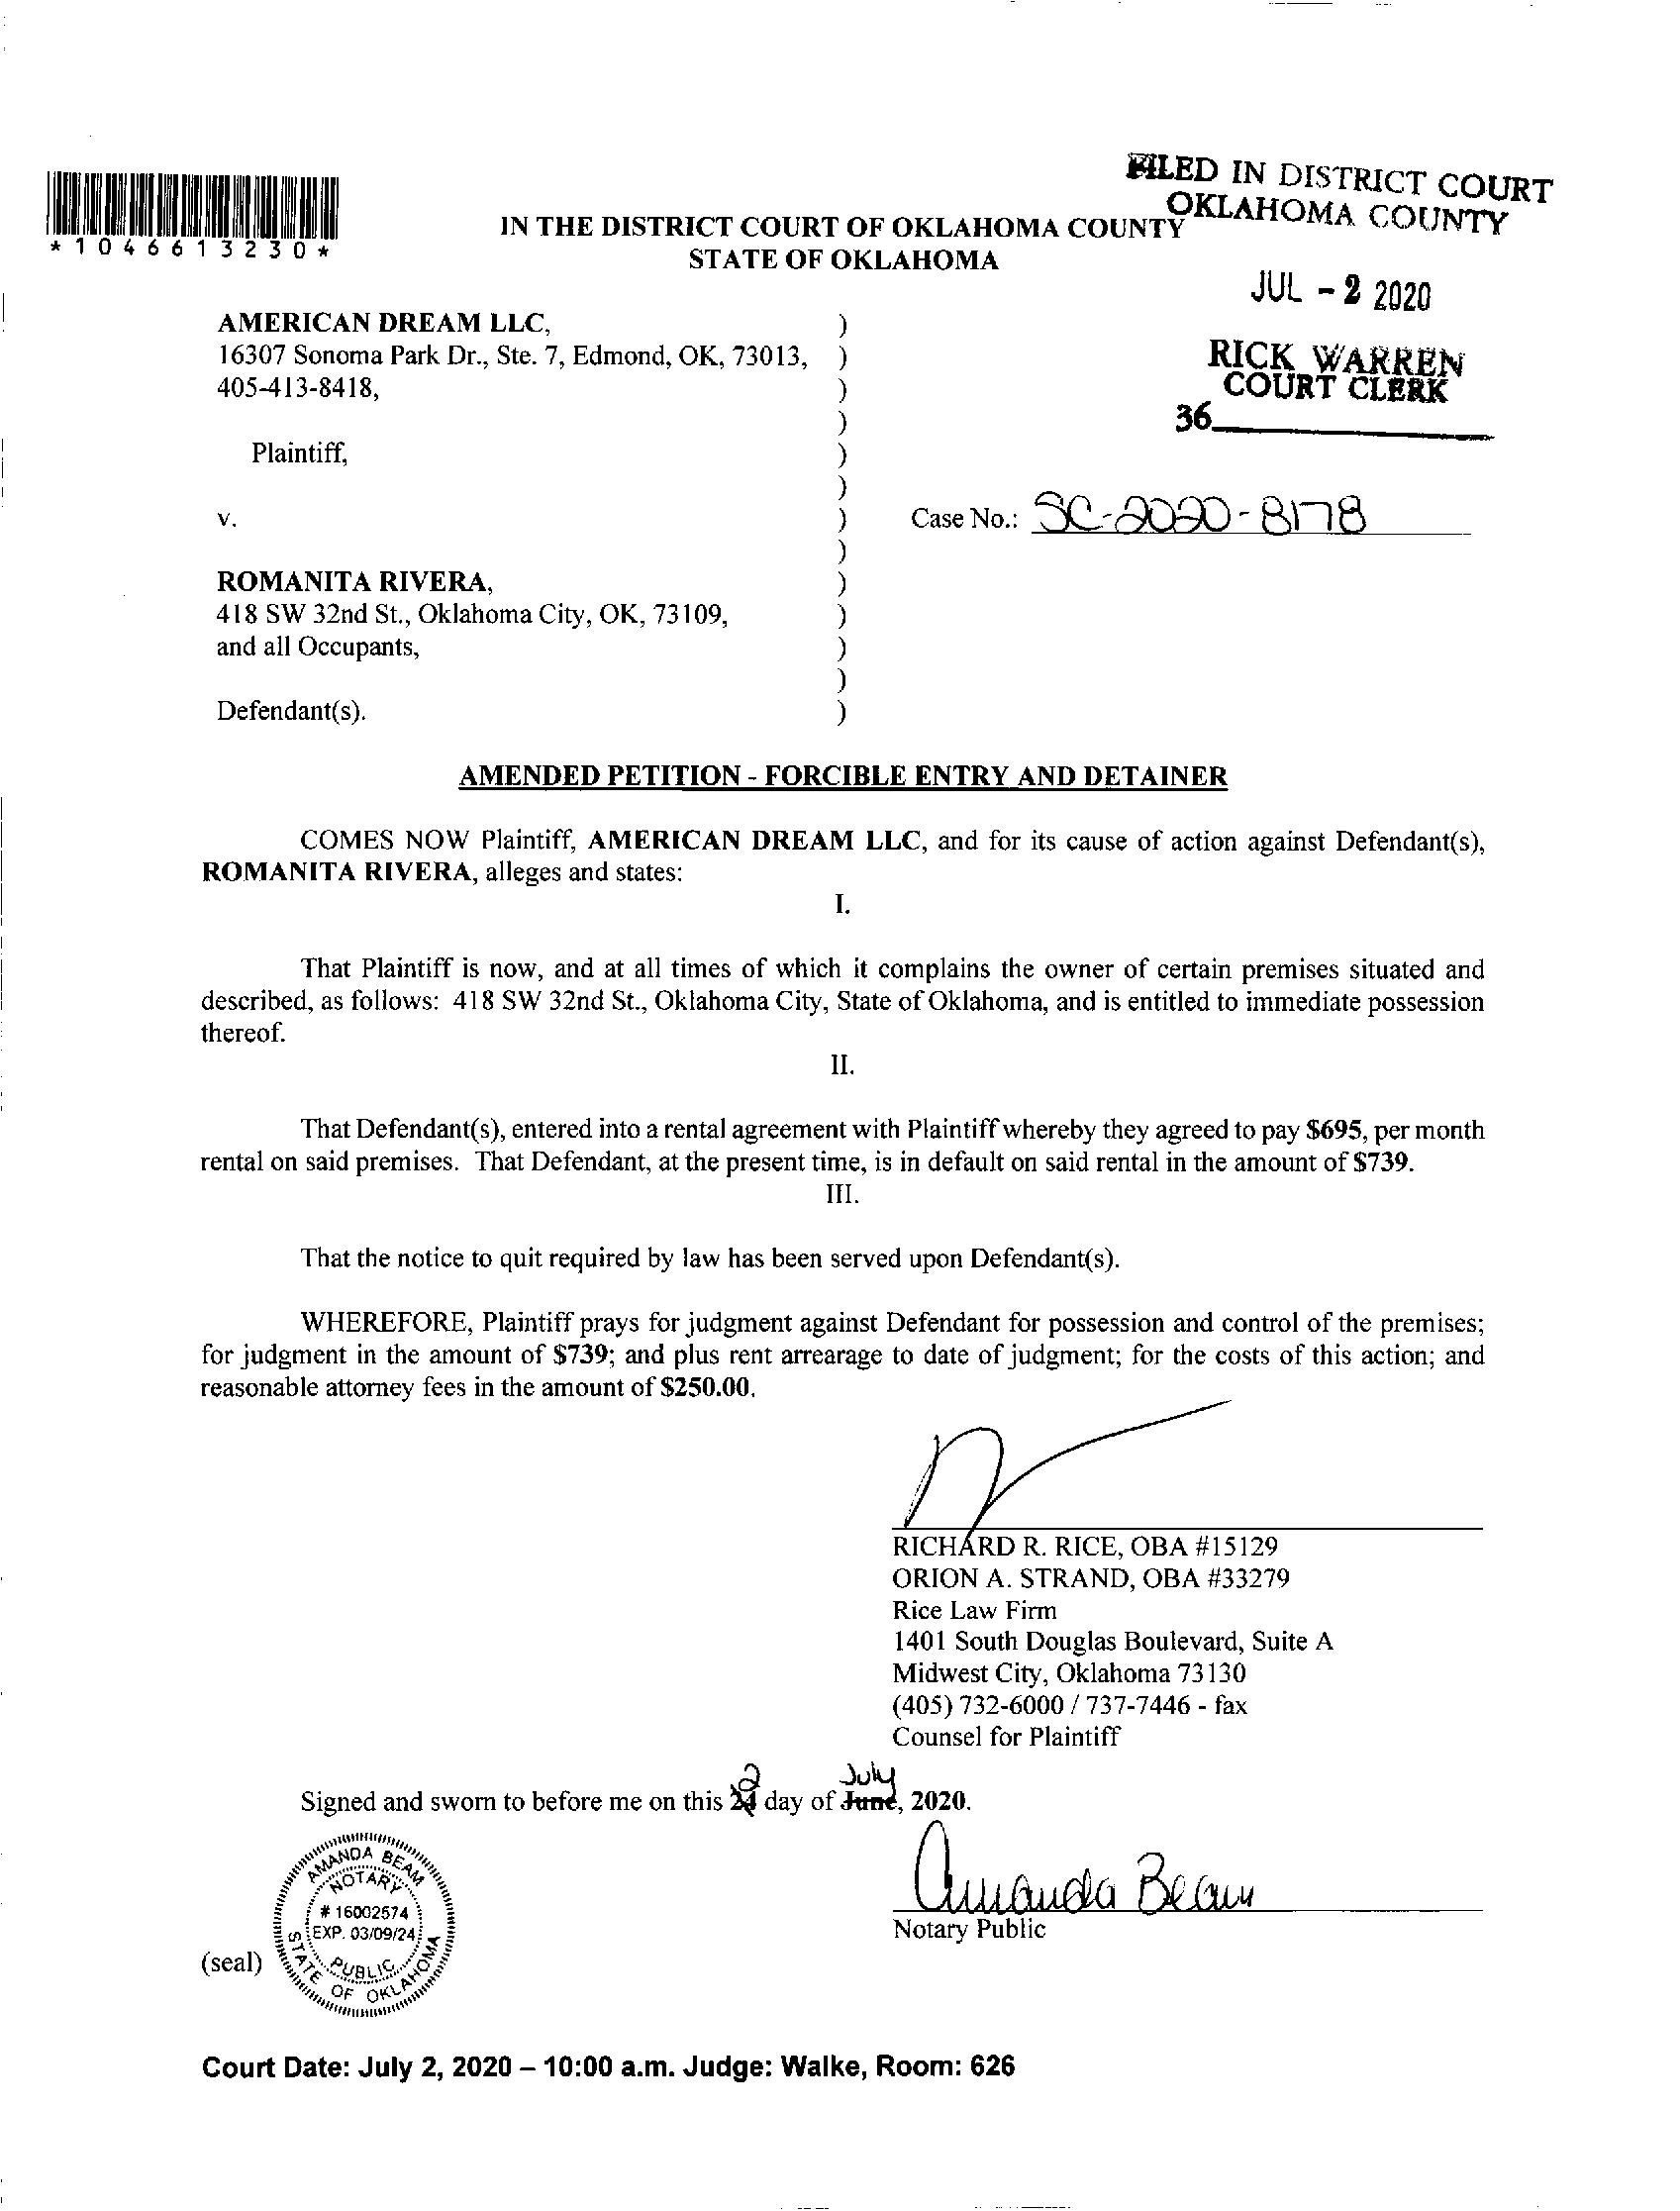 FILED IN DISTRICT COURT
OKLAHOMA COUNTY
*1046613230*
IN THE DISTRICT COURT OF OKLAHOMA COUNTY
STATE OF OKLAHOMA
JUL - 2 2020
RICK WARREN
COURT CLERK
36
AMERICAN DREAM LLC, )
16307 Sonoma Park Dr., Ste. 7, Edmond, OK, 73013, )
405-413-8418, )
)
Plaintiff, )
)
v. ) Case No.: SC-2020-8178
)
ROMANITA RIVERA, )
418 SW 32nd St., Oklahoma City, OK, 73109, )
and all Occupants, )
)
Defendant(s). )
AMENDED PETITION - FORCIBLE ENTRY AND DETAINER
COMES NOW Plaintiff, AMERICAN DREAM LLC, and for its cause of action against Defendant(s),
ROMANITA RIVERA, alleges and states:
I.
That Plaintiff is now, and at all times of which it complains the owner of certain premises situated and
described, as follows: 418 SW 32nd St., Oklahoma City, State of Oklahoma, and is entitled to immediate possession
thereof.
II.
That Defendant(s), entered into a rental agreement with Plaintiff whereby they agreed to pay $695, per month
rental on said premises. That Defendant, at the present time, is in default on said rental in the amount of $739.
III.
That the notice to quit required by law has been served upon Defendant(s).
WHEREFORE, Plaintiff prays for judgment against Defendant for possession and control of the premises;
for judgment in the amount of $739; and plus rent arrearage to date of judgment; for the costs of this action; and
reasonable attorney fees in the amount of $250.00.
RICHARD R. RICE, OBA #15129
ORION A. STRAND, OBA #33279
Rice Law Firm
1401 South Douglas Boulevard, Suite A
Midwest City, Oklahoma 73130
(405) 732-6000 / 737-7446 - fax
Counsel for Plaintiff
2 July
Signed and sworn to before me on this 24 day of June, 2020.
AMANDA BEAM
NOTARY
# 16002574
EXP. 03/09/24
PUBLIC
STATE OF OKLAHOMA
Amanda Beam
Notary Public
(seal)
Court Date: July 2, 2020 – 10:00 a.m. Judge: Walke, Room: 626